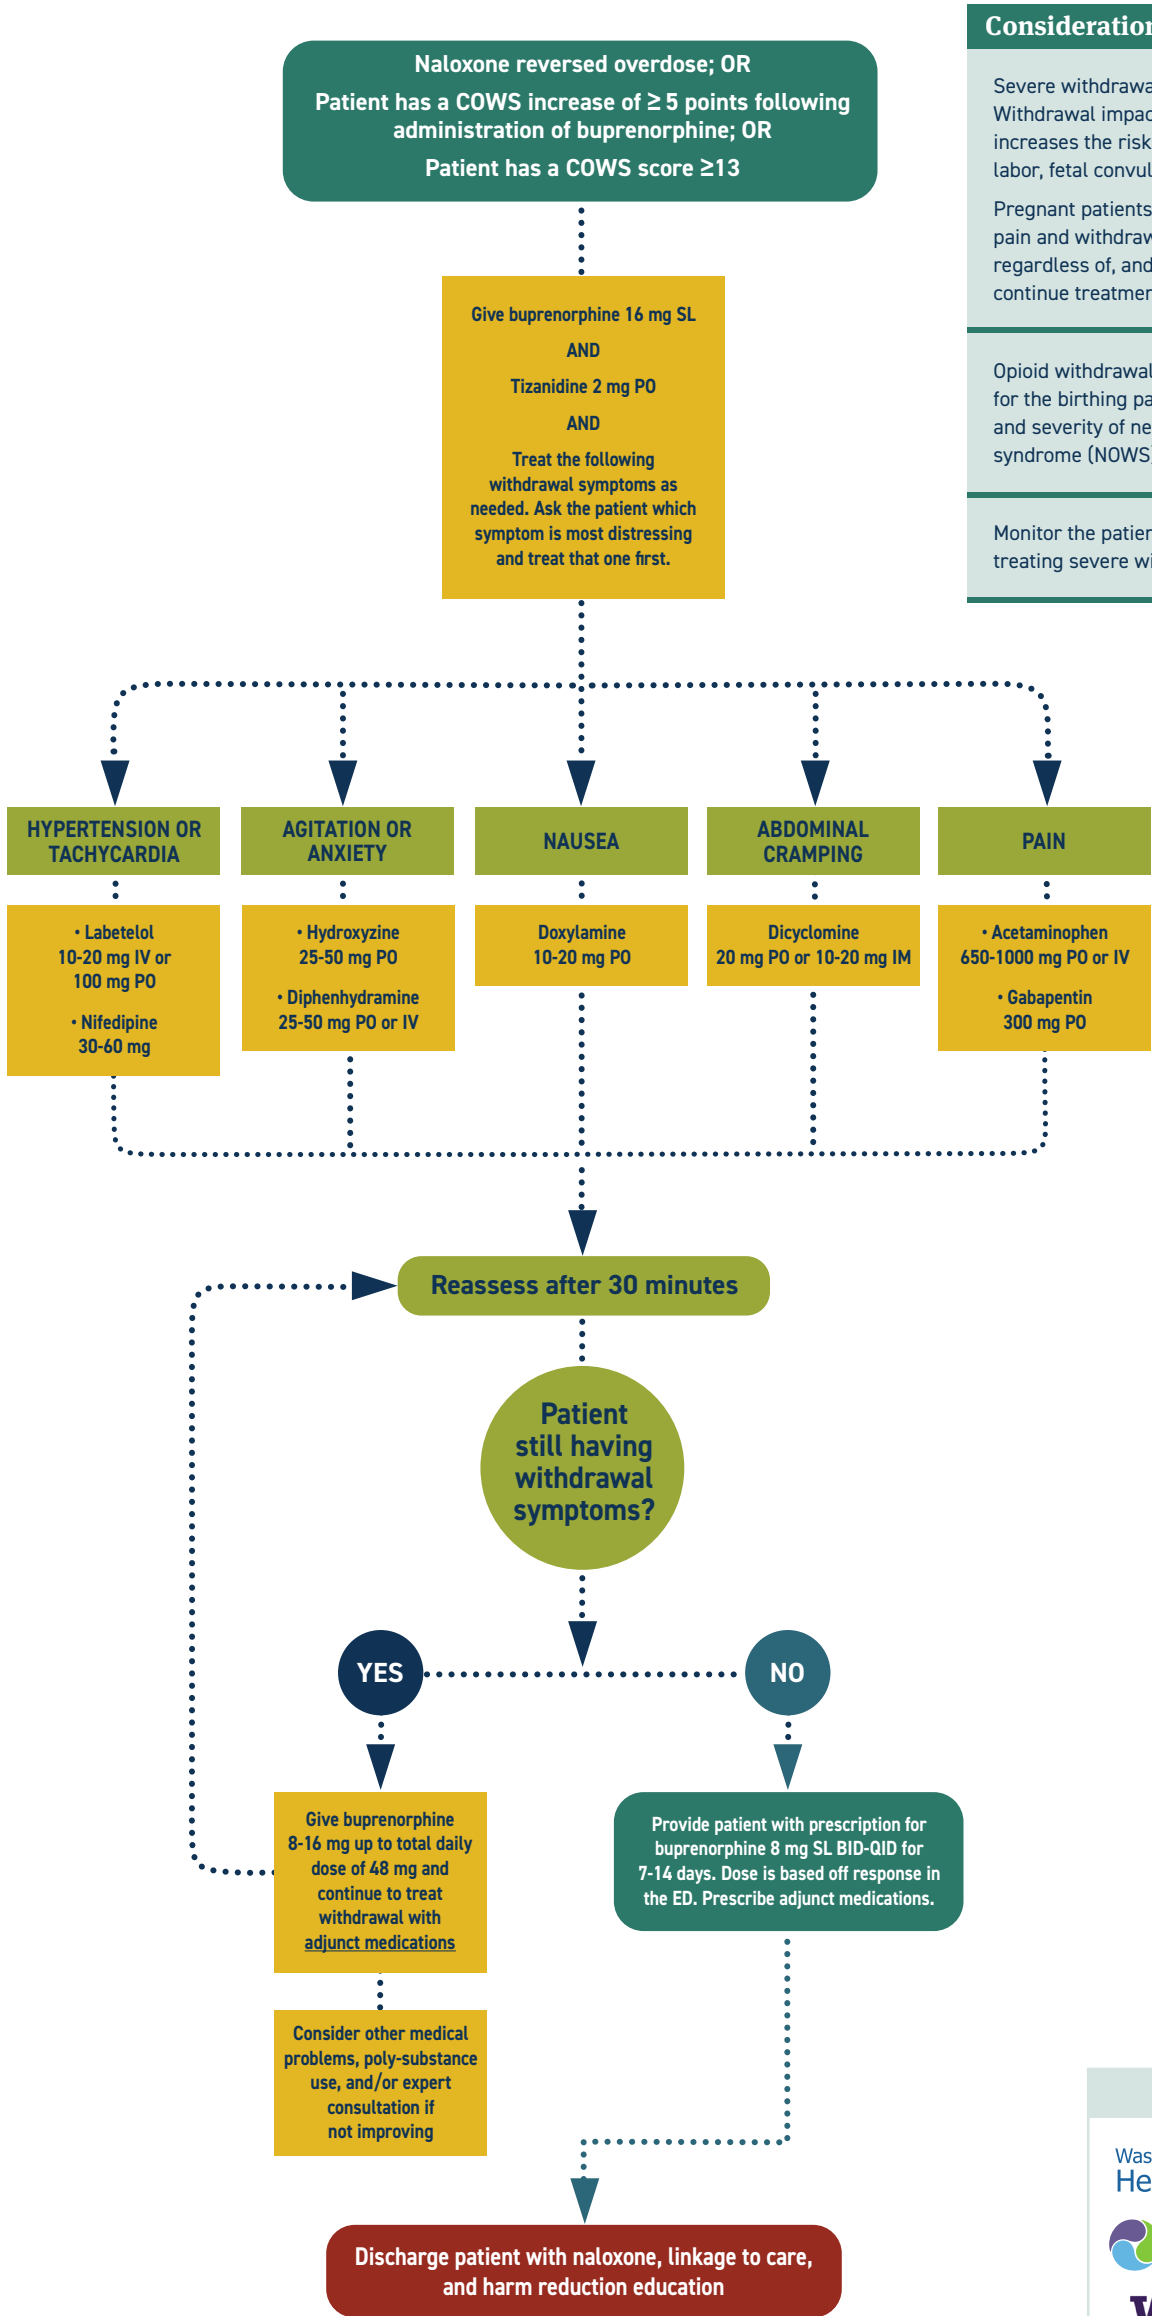 Naloxone reversed overdose; OR
Patient has a COWS increase of ≥ 5 points following
administration of buprenorphine; OR
Patient has a COWS score ≥13
Give buprenorphine 16 mg SL
AND
Tizanidine 2 mg PO
AND
Treat the following
withdrawal symptoms as
needed. Ask the patient which
symptom is most distressing
and treat that one first.
Consideration
Severe withdrawa
Withdrawal impac
increases the risk
labor, fetal convul
Pregnant patients
pain and withdraw
regardless of, and
continue treatmen
Opioid withdrawal
for the birthing pa
and severity of ne
syndrome (NOWS)
Monitor the patien
treating severe wi
HYPERTENSION OR
TACHYCARDIA
• Labetelol
10-20 mg IV or
100 mg PO
• Nifedipine
30-60 mg
AGITATION OR
ANXIETY
• Hydroxyzine
25-50 mg PO
• Diphenhydramine
25-50 mg PO or IV
NAUSEA
Doxylamine
10-20 mg PO
ABDOMINAL
CRAMPING
Dicyclomine
20 mg PO or 10-20 mg IM
PAIN
• Acetaminophen
650-1000 mg PO or IV
• Gabapentin
300 mg PO
Reassess after 30 minutes
Patient
still having
withdrawal
symptoms?
YES
NO
Give buprenorphine
8-16 mg up to total daily
dose of 48 mg and
continue to treat
withdrawal with
adjunct medications
Consider other medical
problems, poly-substance
use, and/or expert
consultation if
not improving
Provide patient with prescription for
buprenorphine 8 mg SL BID-QID for
7-14 days. Dose is based off response in
the ED. Prescribe adjunct medications.
Discharge patient with naloxone, linkage to care,
and harm reduction education
Was
He